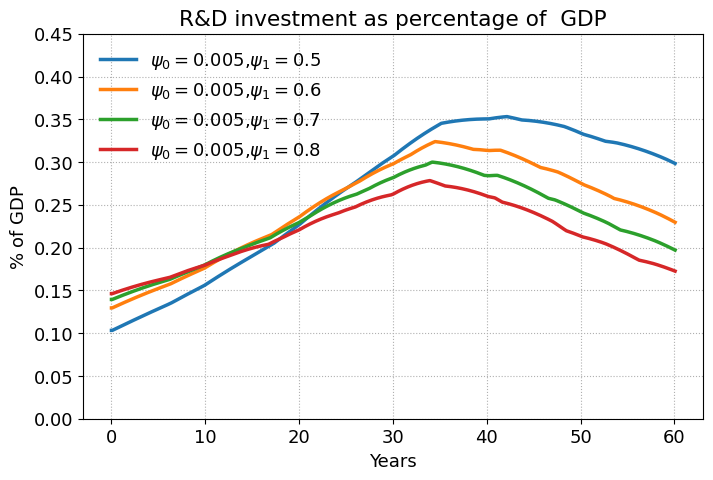 R&D investment as percentage of  GDP
% of GDP
0.45
0.40
0.35
0.30
0.25
0.20
0.15
0.10
0.05
0.00
ψ₀ = 0.005,ψ₁ = 0.5
ψ₀ = 0.005,ψ₁ = 0.6
ψ₀ = 0.005,ψ₁ = 0.7
ψ₀ = 0.005,ψ₁ = 0.8
0 10 20 30 40 50 60
Years